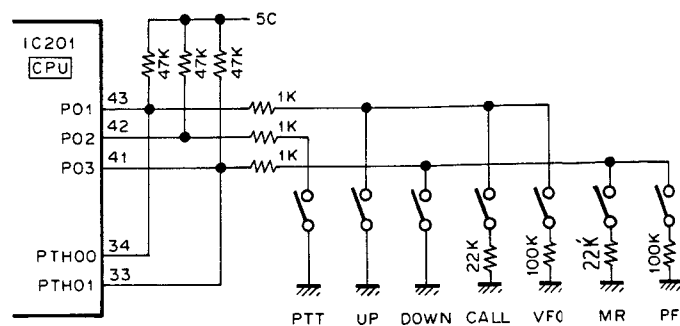 5C
IC201
CPU
47K 47K 47K
P01 43 1K
P02 42 1K
P03 41 1K
PTH00 34
PTH01 33
22K 100K 22K 100K
PTT UP DOWN CALL VFO MR PF